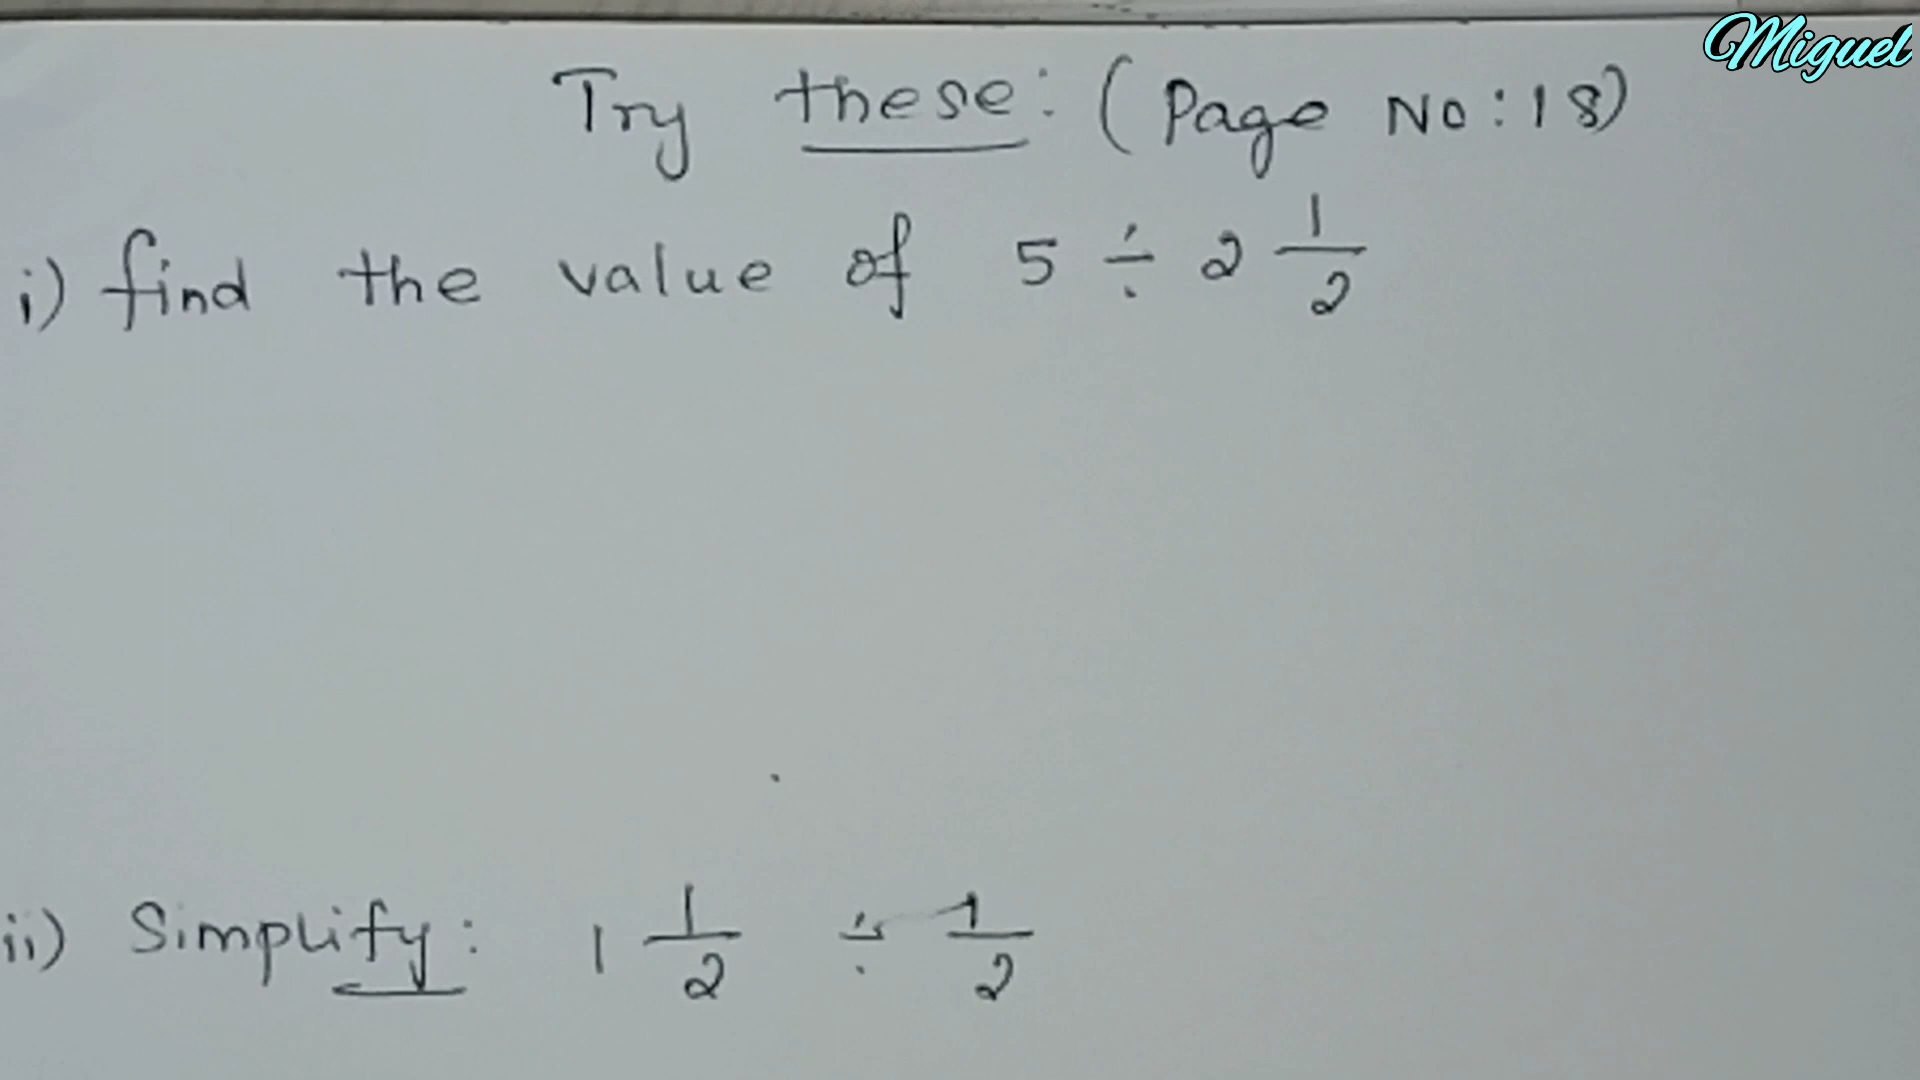 Miguel
Try these: (Page No: 18)
i) find the value of 5 ÷ 2 1/2
ii) Simplify: 1 1/2 ÷ 1/2